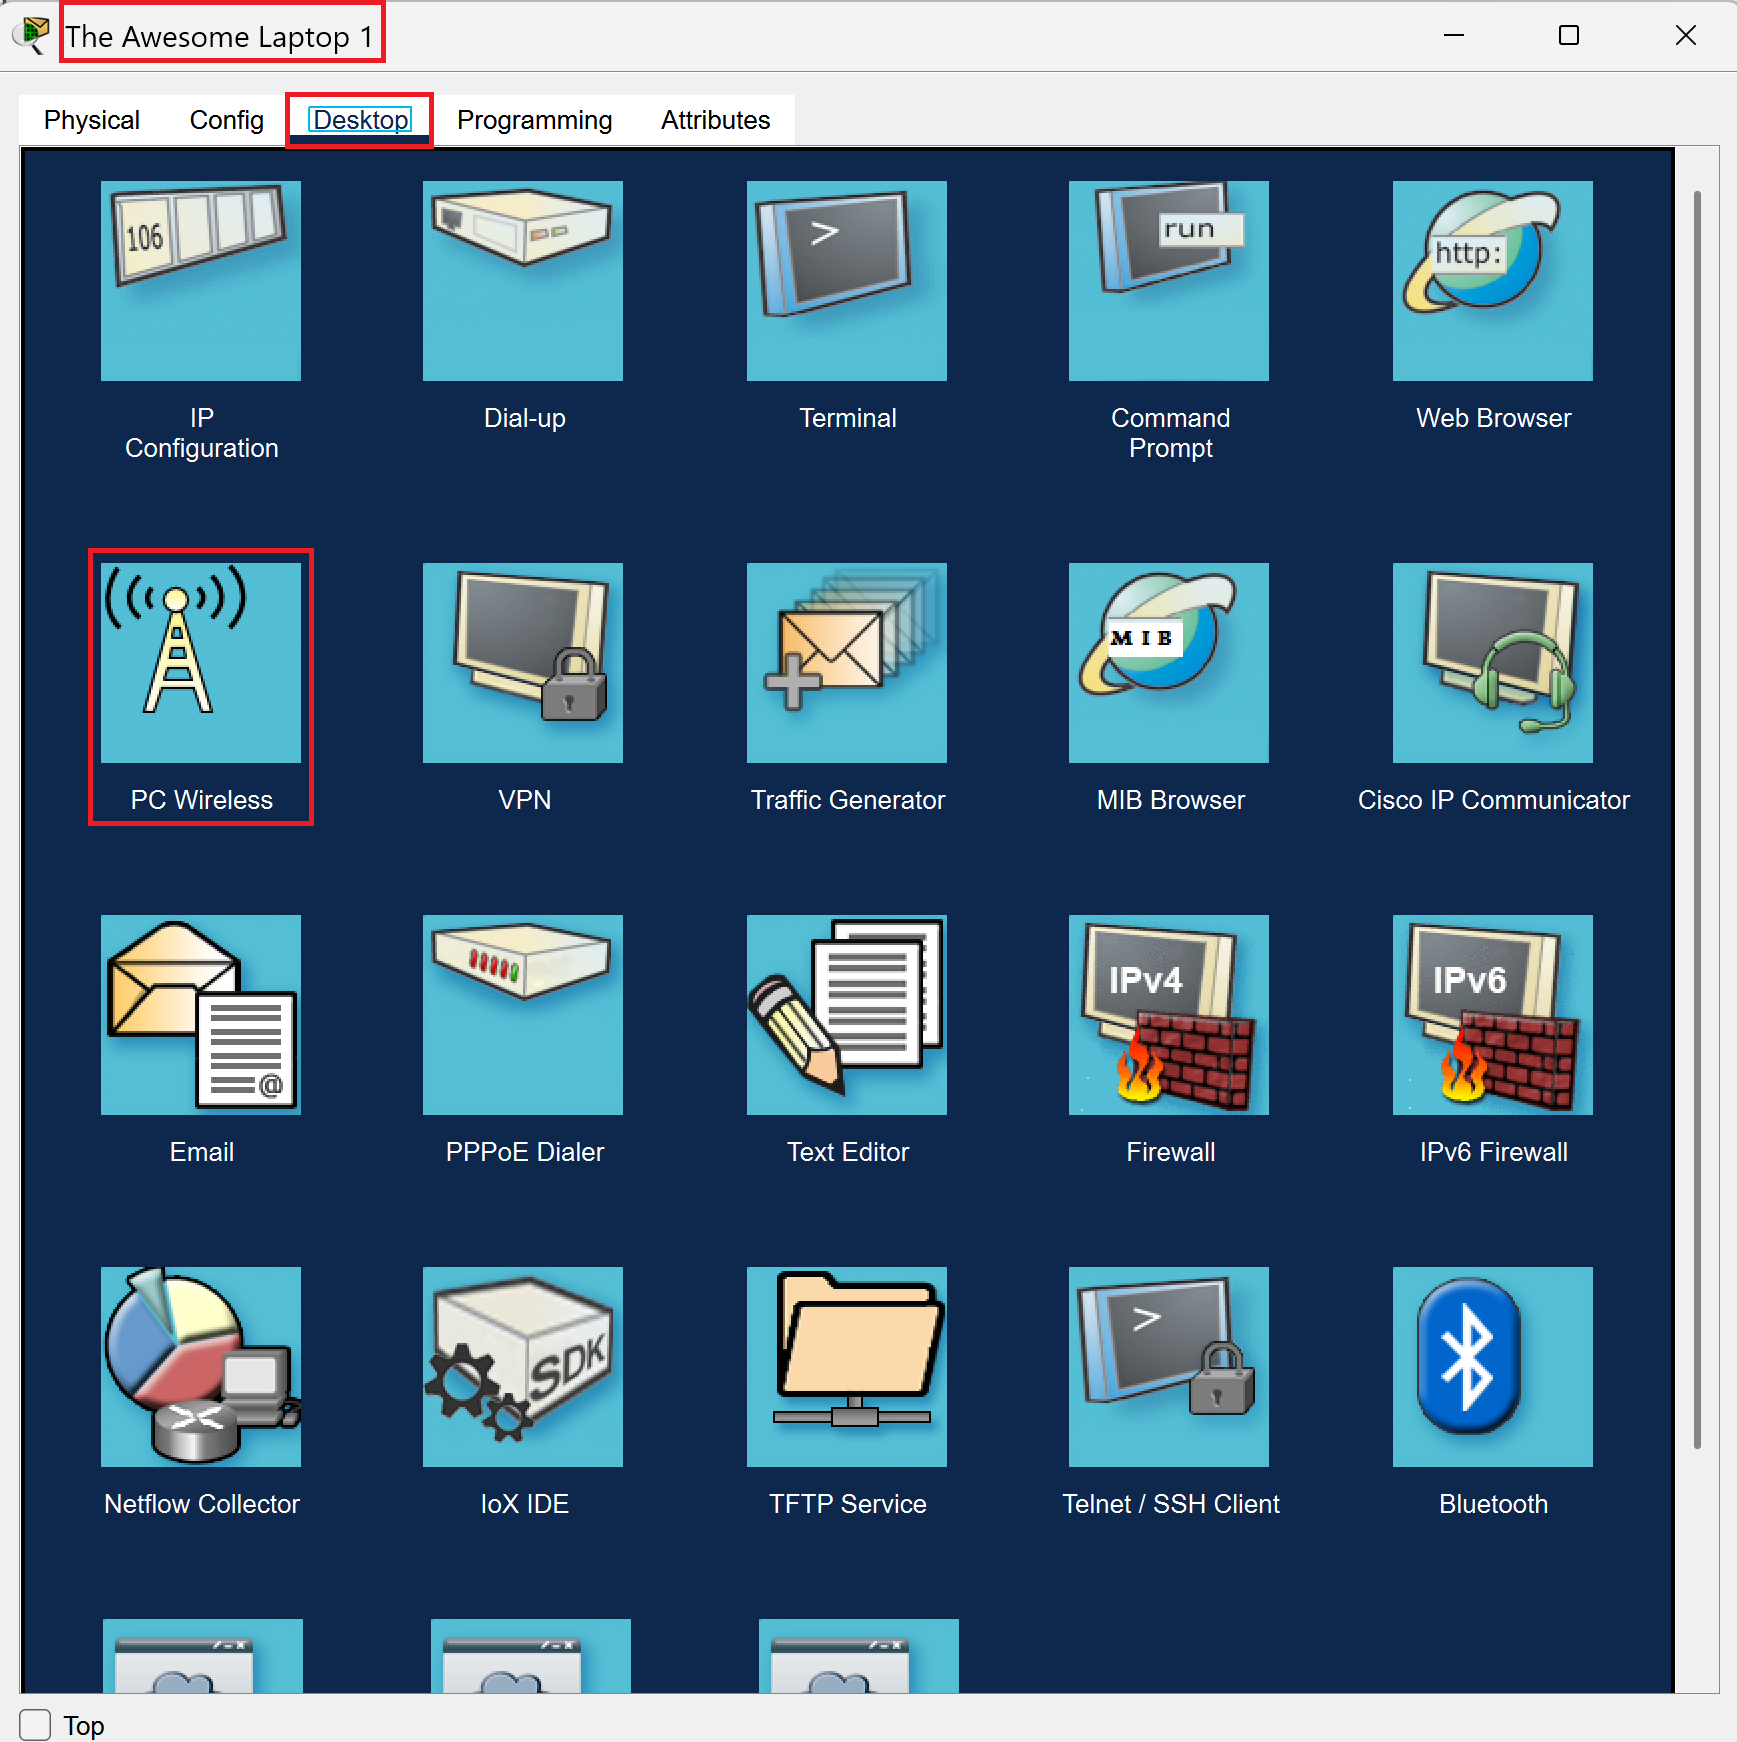 The Awesome Laptop 1
Physical Config Desktop Programming Attributes
106
>
run
http:
IP
Configuration
Dial-up
Terminal
Command
Prompt
Web Browser
MIB
PC Wireless
VPN
Traffic Generator
MIB Browser
Cisco IP Communicator
@
IPv4
IPv6
Email
PPPoE Dialer
Text Editor
Firewall
IPv6 Firewall
SDK
>
Netflow Collector
IoX IDE
TFTP Service
Telnet / SSH Client
Bluetooth
Top